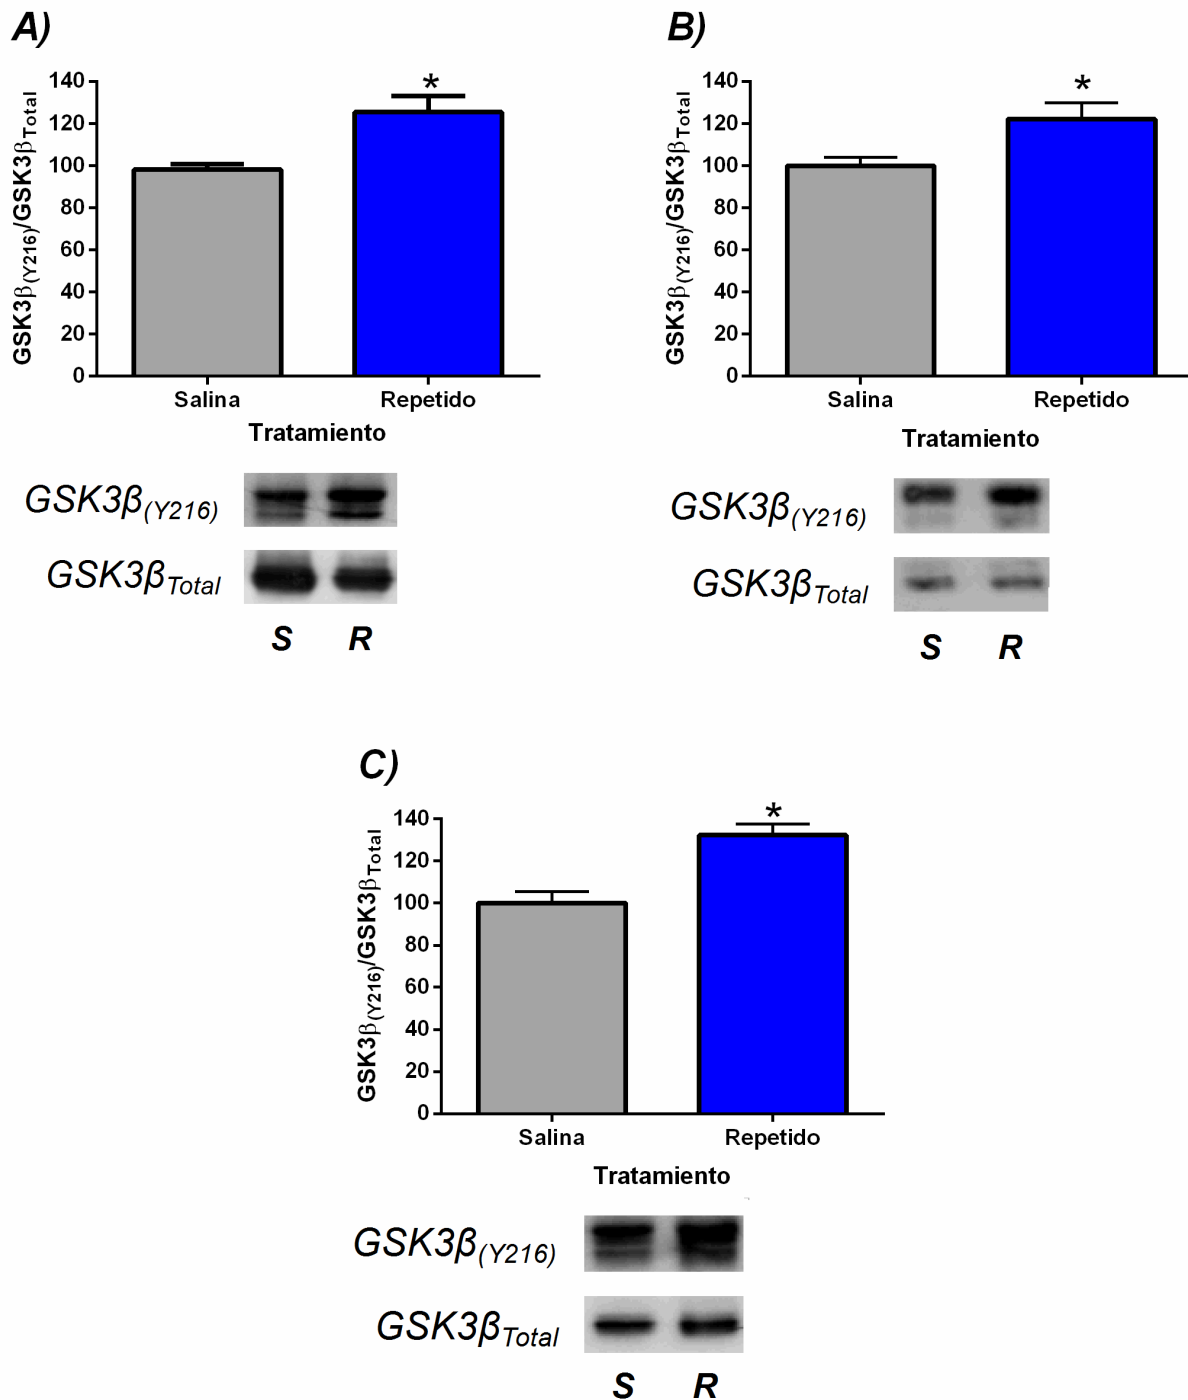 A)
GSK3β(Y216)/GSK3βTotal
140
120
100
80
60
40
20
0
*
Salina
Repetido
Tratamiento
GSK3β(Y216)
GSK3βTotal
S R
B)
GSK3β(Y216)/GSK3βTotal
140
120
100
80
60
40
20
0
*
Salina
Repetido
Tratamiento
GSK3β(Y216)
GSK3βTotal
S R
C)
GSK3β(Y216)/GSK3βTotal
140
120
100
80
60
40
20
0
*
Salina
Repetido
Tratamiento
GSK3β(Y216)
GSK3βTotal
S R